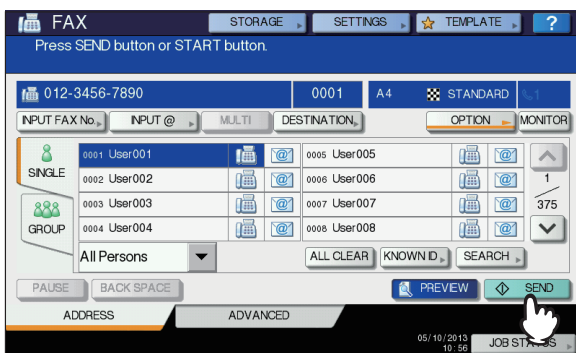 FAX STORAGE SETTINGS TEMPLATE ?
Press SEND button or START button.
012-3456-7890 0001 A4 STANDARD 1
INPUT FAX No. INPUT @ MULTI DESTINATION OPTION MONITOR
SINGLE
0001 User001 @ 0005 User005 @
0002 User002 @ 0006 User006 @
1
0003 User003 @ 0007 User007 @
375
GROUP
0004 User004 @ 0008 User008 @
All Persons ALL CLEAR KNOWN ID SEARCH
PAUSE BACK SPACE PREVIEW SEND
ADDRESS ADVANCED
05/10/2013
10:56
JOB STATUS